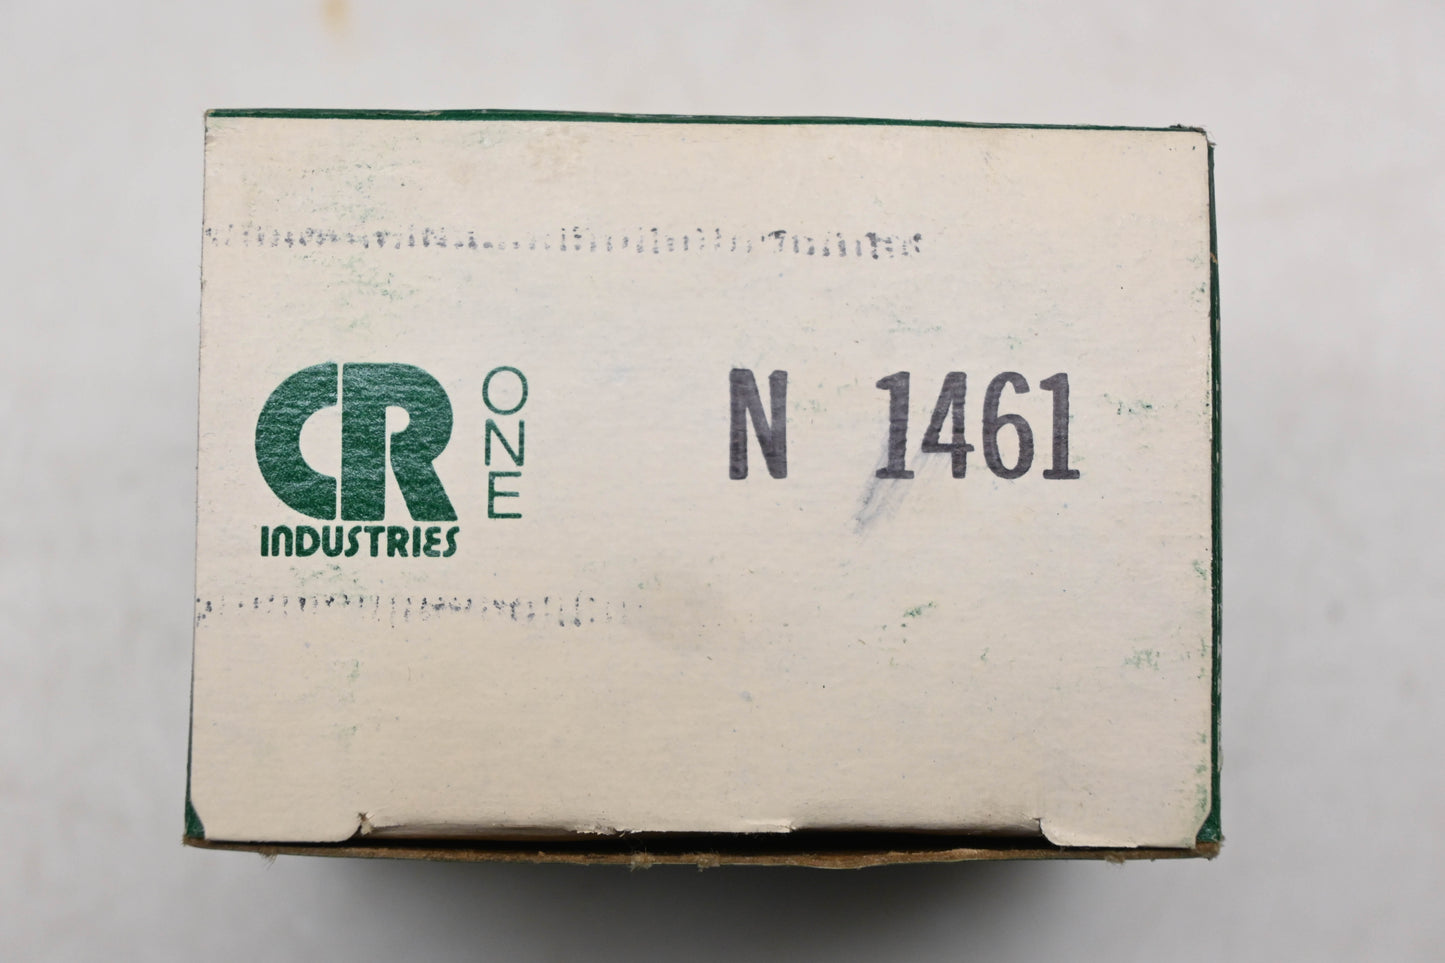 CR
INDUSTRIES
ONE
N 1461